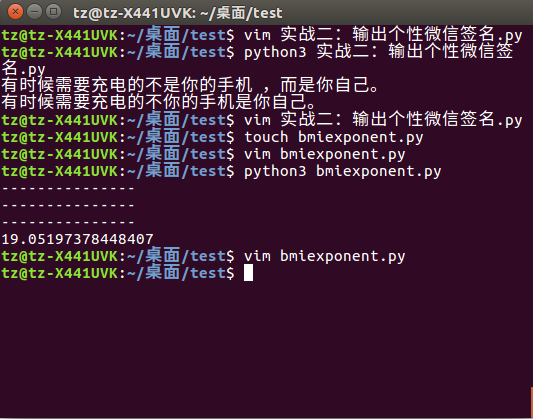 tz@tz-X441UVK: ~/桌面/test
tz@tz-X441UVK:~/桌面/test$ vim 实战二：输出个性微信签名.py
tz@tz-X441UVK:~/桌面/test$ python3 实战二：输出个性微信签
名.py
有时候需要充电的不是你的手机 ，而是你自己。
有时候需要充电的不你的手机是你自己。
tz@tz-X441UVK:~/桌面/test$ vim 实战二：输出个性微信签名.py
tz@tz-X441UVK:~/桌面/test$ touch bmiexponent.py
tz@tz-X441UVK:~/桌面/test$ vim bmiexponent.py
tz@tz-X441UVK:~/桌面/test$ python3 bmiexponent.py
---------------
---------------
---------------
19.05197378448407
tz@tz-X441UVK:~/桌面/test$ vim bmiexponent.py
tz@tz-X441UVK:~/桌面/test$